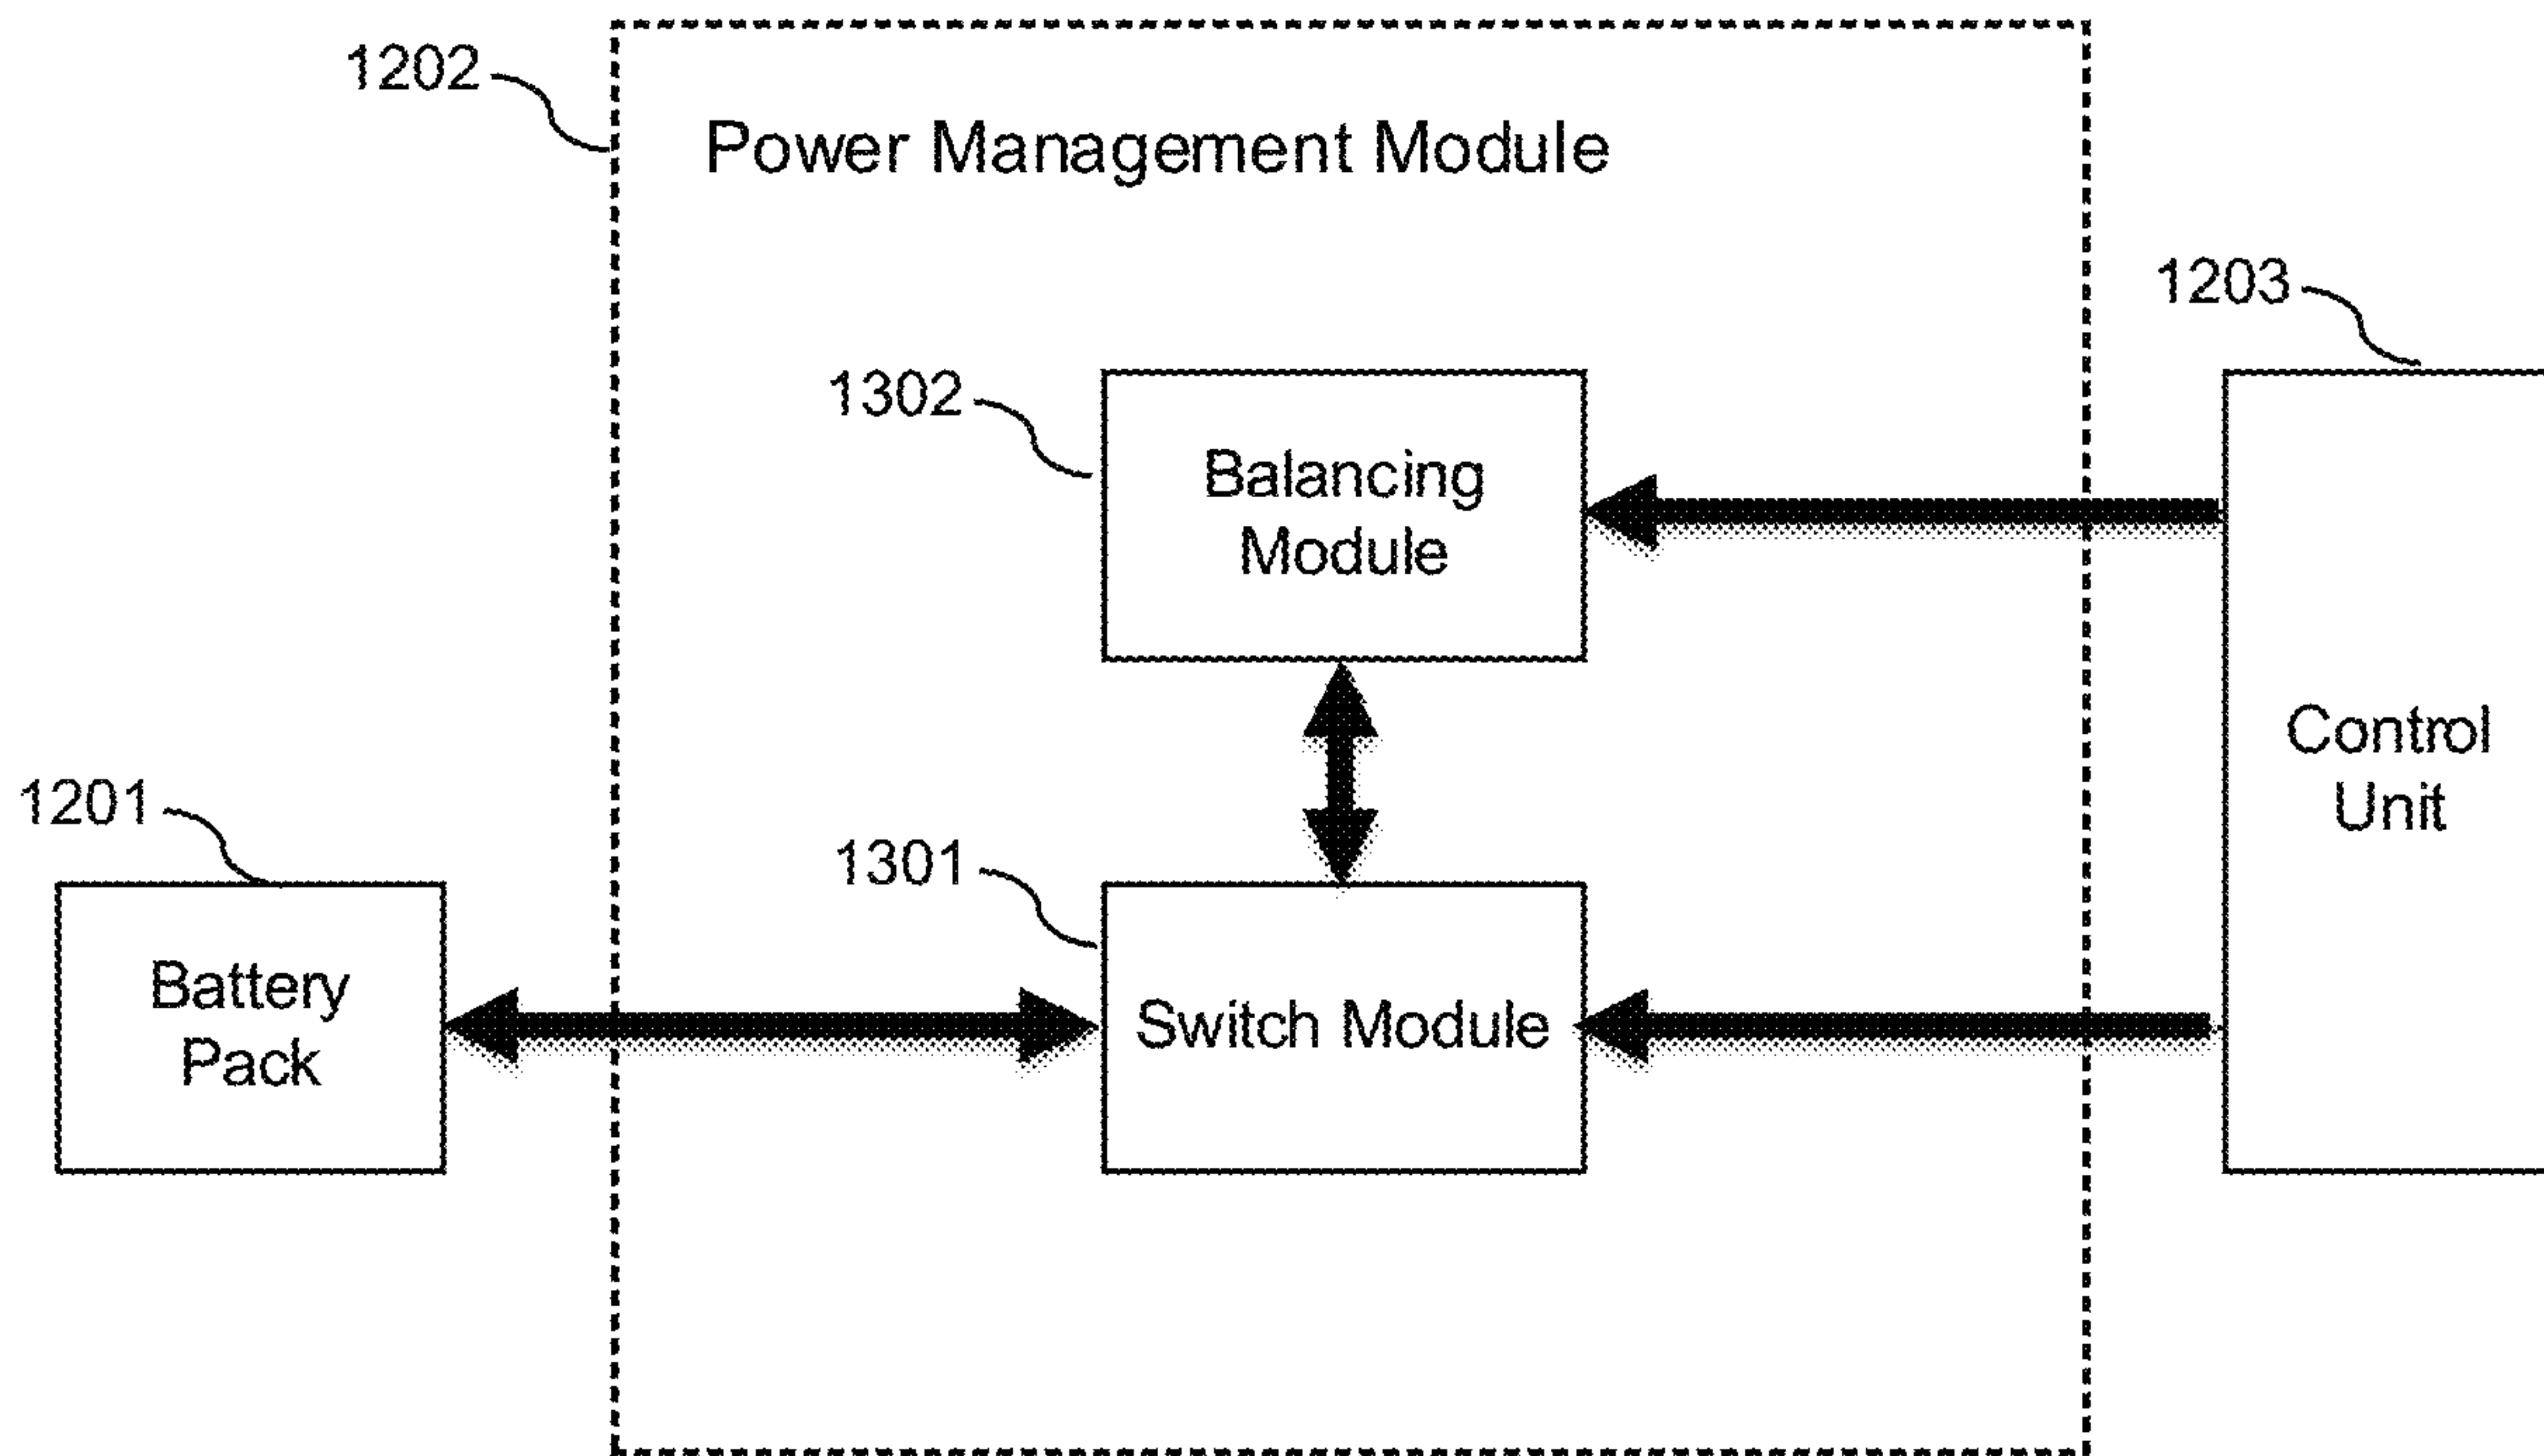 1202
Power Management Module
1203
1302
Balancing
Module
Control
Unit
1201
1301
Battery
Pack
Switch Module